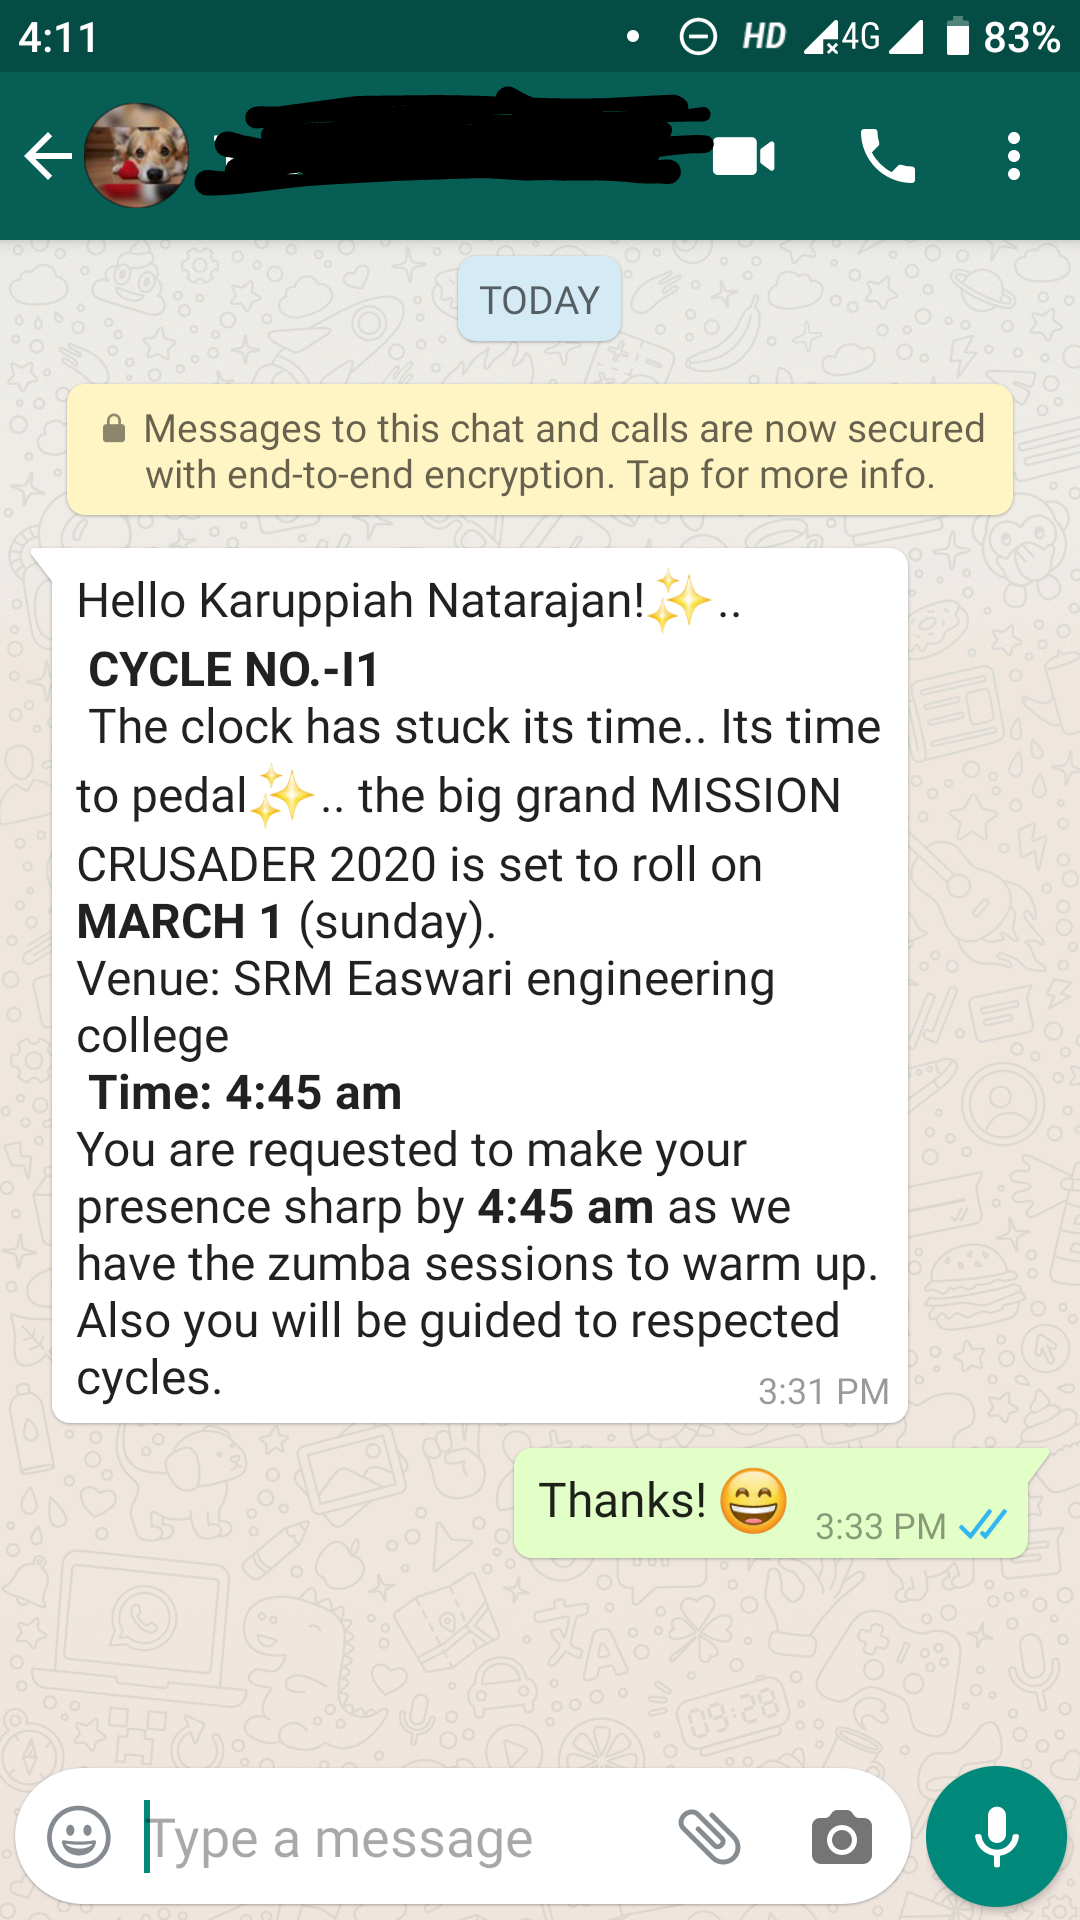 4:11
HD 4G 83%
TODAY
Messages to this chat and calls are now secured
with end-to-end encryption. Tap for more info.
Hello Karuppiah Natarajan!✨..
CYCLE NO.-I1
The clock has stuck its time.. Its time
to pedal✨.. the big grand MISSION
CRUSADER 2020 is set to roll on
MARCH 1 (sunday).
Venue: SRM Easwari engineering
college
Time: 4:45 am
You are requested to make your
presence sharp by 4:45 am as we
have the zumba sessions to warm up.
Also you will be guided to respected
cycles.
3:31 PM
Thanks! 😄 3:33 PM
Type a message